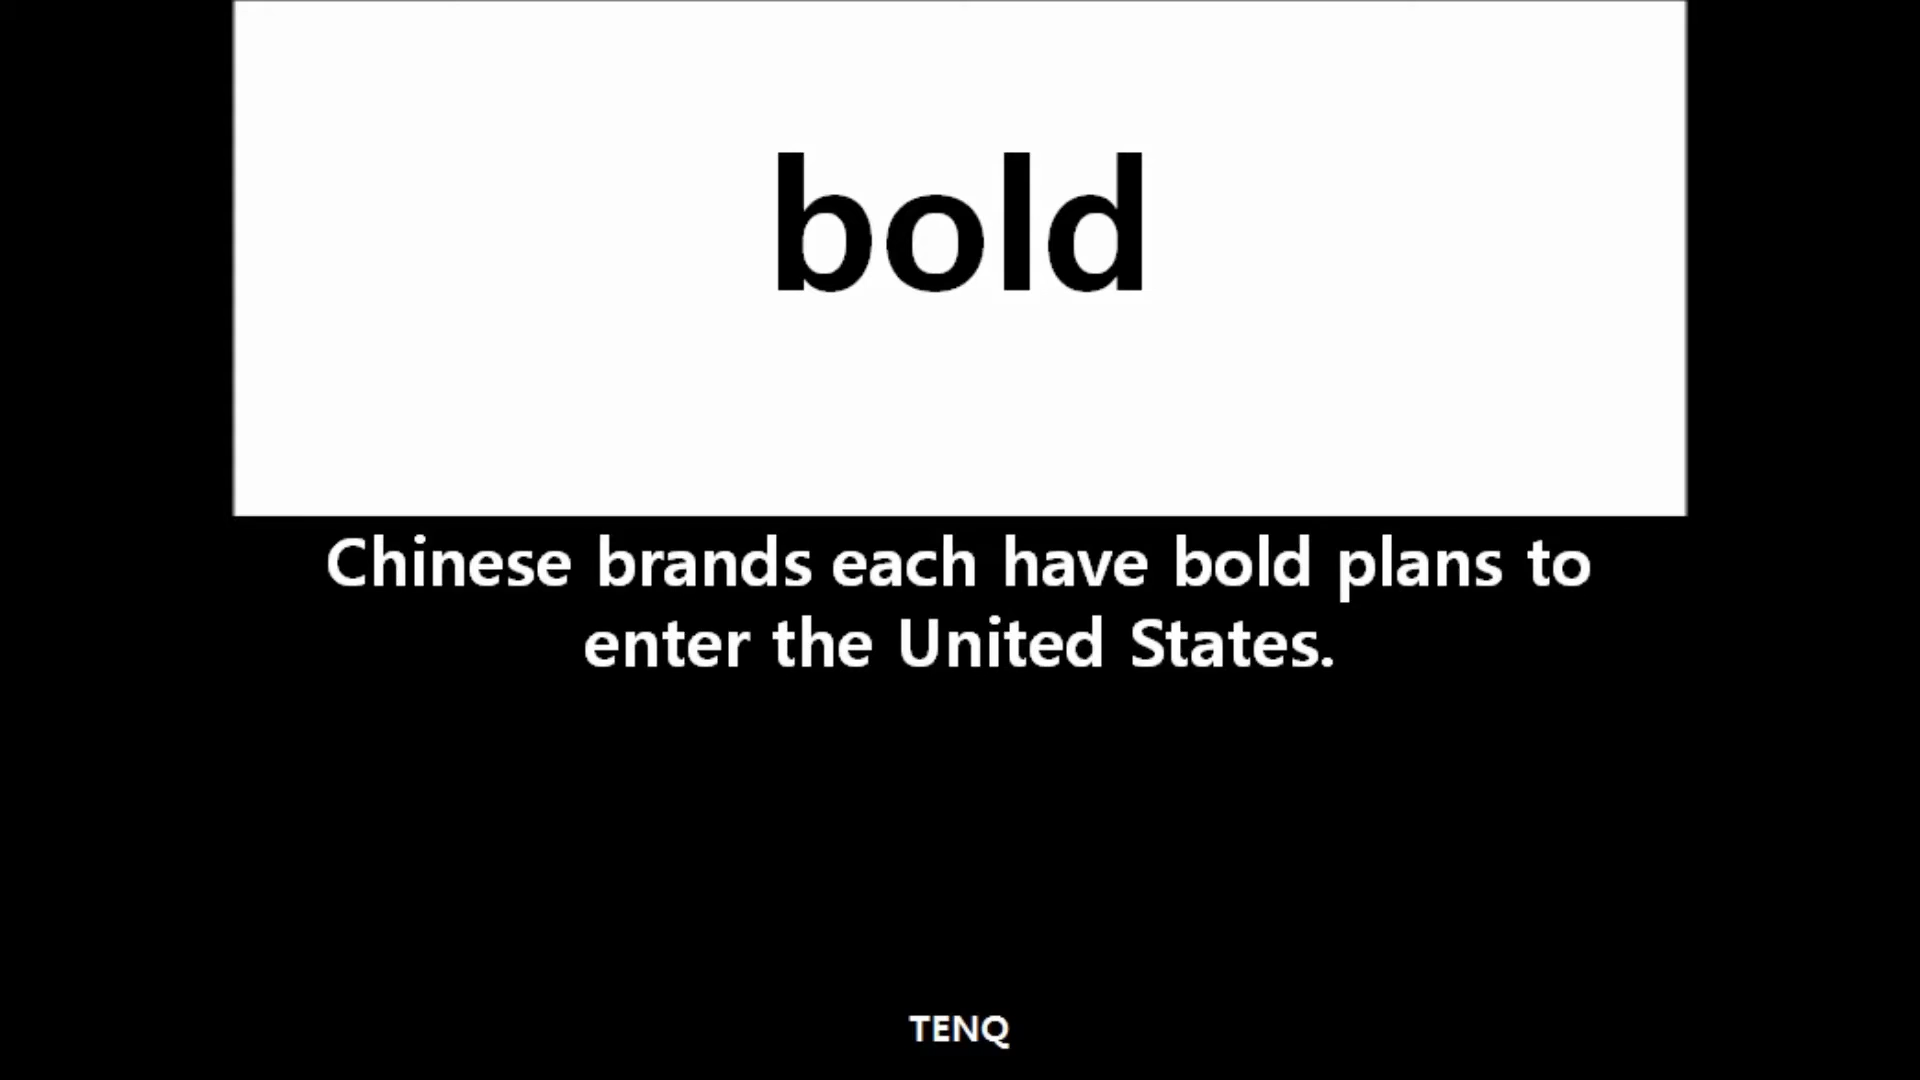 bold
Chinese brands each have bold plans to
enter the United States.
TENQ